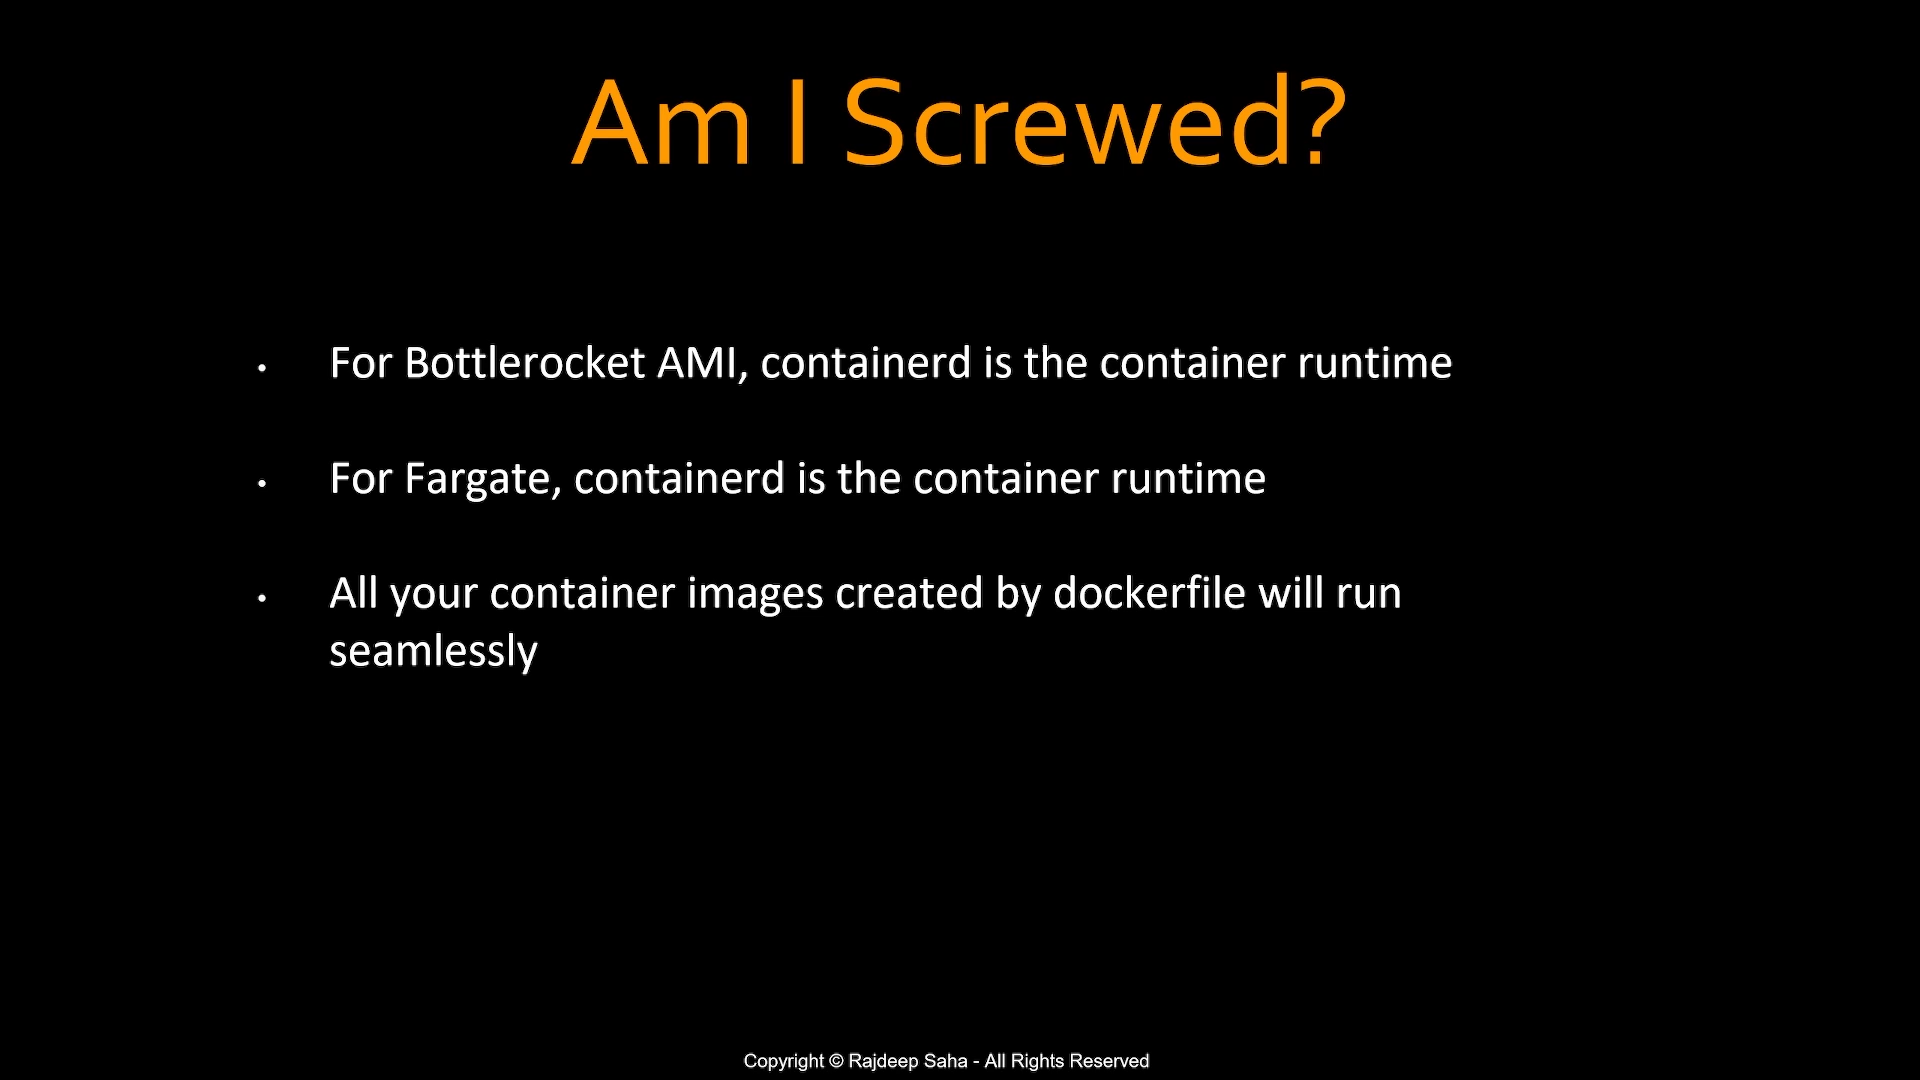 Am I Screwed?
• For Bottlerocket AMI, containerd is the container runtime
• For Fargate, containerd is the container runtime
• All your container images created by dockerfile will run
seamlessly
Copyright © Rajdeep Saha - All Rights Reserved